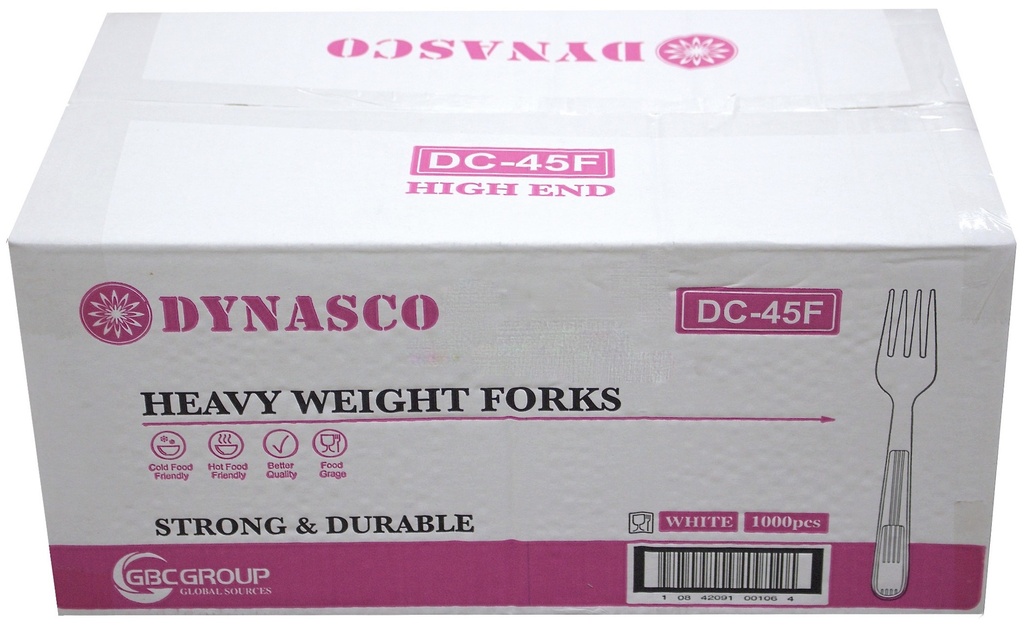 DYNASCO
DC-45F
HIGH END
DYNASCO
DC-45F
HEAVY WEIGHT FORKS
Cold Food Friendly
Hot Food Friendly
Better Quality
Food Grage
STRONG & DURABLE
WHITE
1000pcs
GBCGROUP
GLOBAL SOURCES
1 08 42091 00106 4